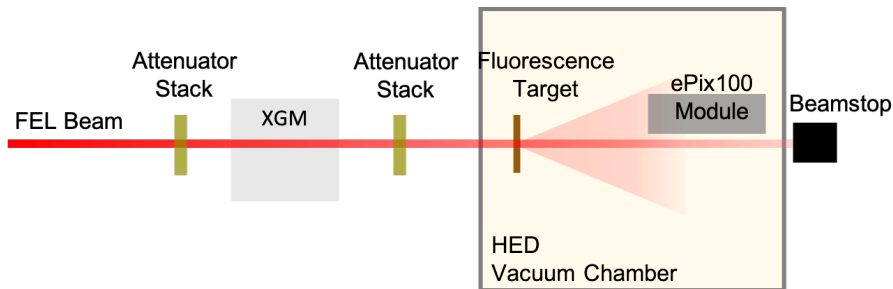 FEL Beam
Attenuator
Stack
XGM
Attenuator
Stack
Fluorescence
Target
ePix100
Module
Beamstop
HED
Vacuum Chamber